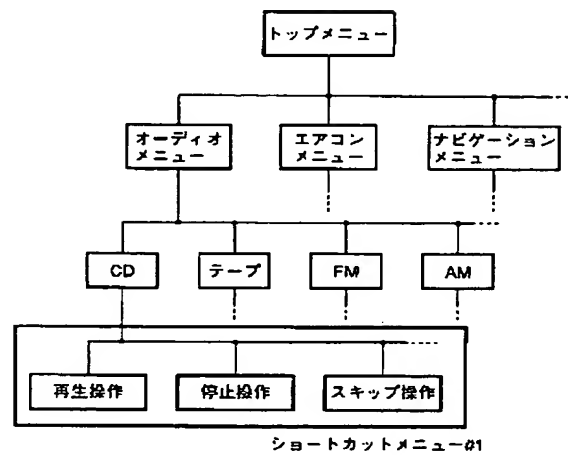 トップメニュー
オーディオ
メニュー
エアコン
メニュー
ナビゲーション
メニュー
CD
テープ
FM
AM
再生操作
停止操作
スキップ操作
ショートカットメニュー#1